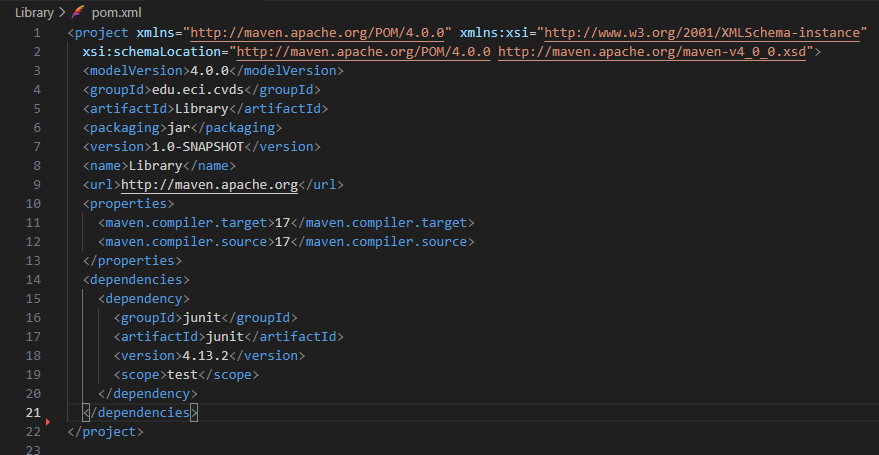 Library > pom.xml
1 <project xmlns="http://maven.apache.org/POM/4.0.0" xmlns:xsi="http://www.w3.org/2001/XMLSchema-instance"
2   xsi:schemaLocation="http://maven.apache.org/POM/4.0.0 http://maven.apache.org/maven-v4_0_0.xsd">
3   <modelVersion>4.0.0</modelVersion>
4   <groupId>edu.eci.cvds</groupId>
5   <artifactId>Library</artifactId>
6   <packaging>jar</packaging>
7   <version>1.0-SNAPSHOT</version>
8   <name>Library</name>
9   <url>http://maven.apache.org</url>
10   <properties>
11     <maven.compiler.target>17</maven.compiler.target>
12     <maven.compiler.source>17</maven.compiler.source>
13   </properties>
14   <dependencies>
15     <dependency>
16       <groupId>junit</groupId>
17       <artifactId>junit</artifactId>
18       <version>4.13.2</version>
19       <scope>test</scope>
20     </dependency>
21   </dependencies>
22 </project>
23